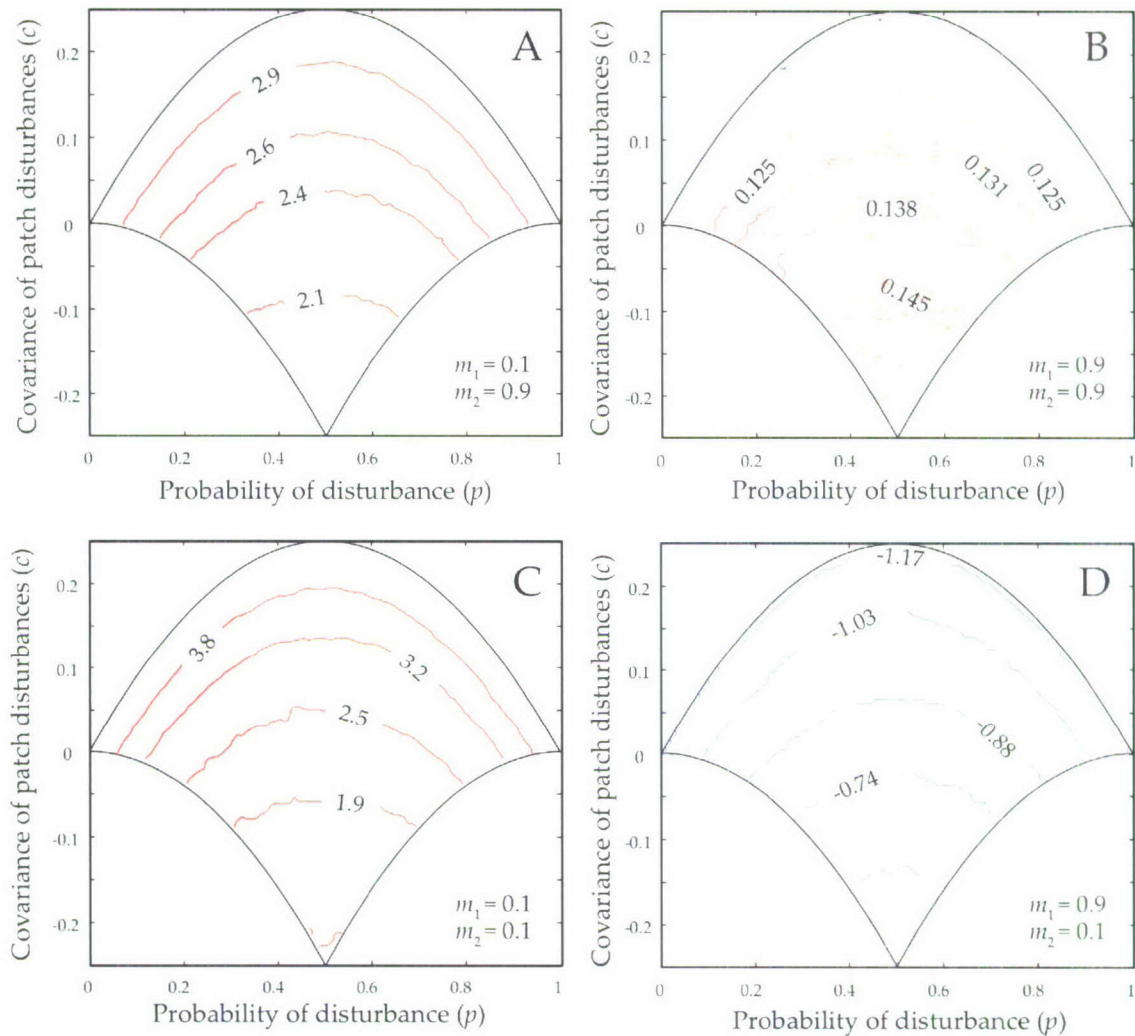 A
Covariance of patch disturbances (c)
0.2
0.1
0
-0.1
-0.2
2.9
2.6
2.4
2.1
m1 = 0.1
m2 = 0.9
0 0.2 0.4 0.6 0.8 1
Probability of disturbance (p)
B
Covariance of patch disturbances (c)
0.2
0.1
0
-0.1
-0.2
0.125
0.138
0.131
0.125
0.145
m1 = 0.9
m2 = 0.9
0 0.2 0.4 0.6 0.8 1
Probability of disturbance (p)
C
Covariance of patch disturbances (c)
0.2
0.1
0
-0.1
-0.2
3.8
3.2
2.5
1.9
m1 = 0.1
m2 = 0.1
0 0.2 0.4 0.6 0.8 1
Probability of disturbance (p)
D
Covariance of patch disturbances (c)
0.2
0.1
0
-0.1
-0.2
-1.17
-1.03
-0.88
-0.74
m1 = 0.9
m2 = 0.1
0 0.2 0.4 0.6 0.8 1
Probability of disturbance (p)